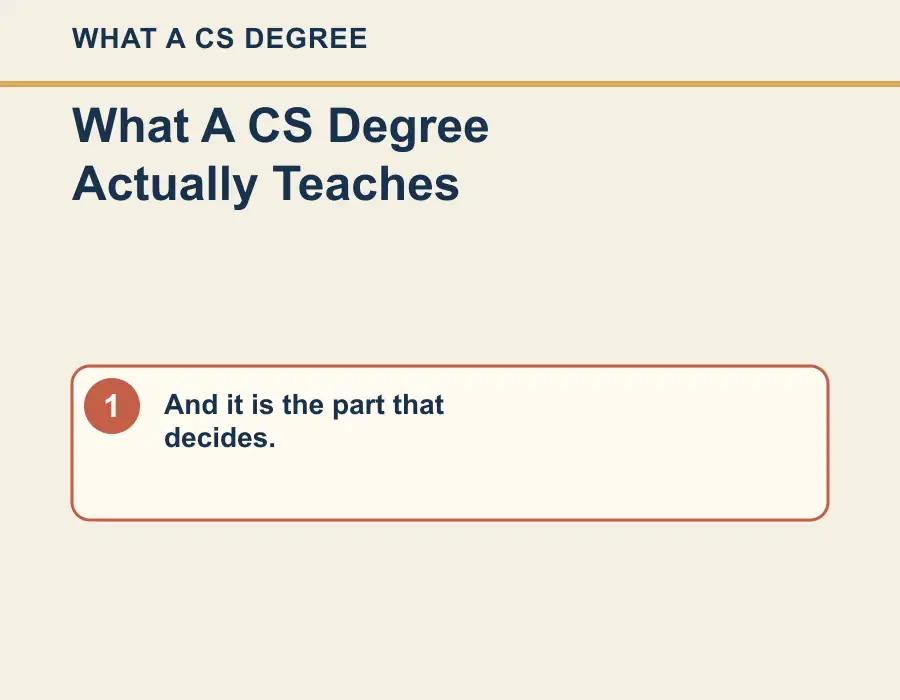 WHAT A CS DEGREE
What A CS Degree
Actually Teaches
1
And it is the part that
decides.